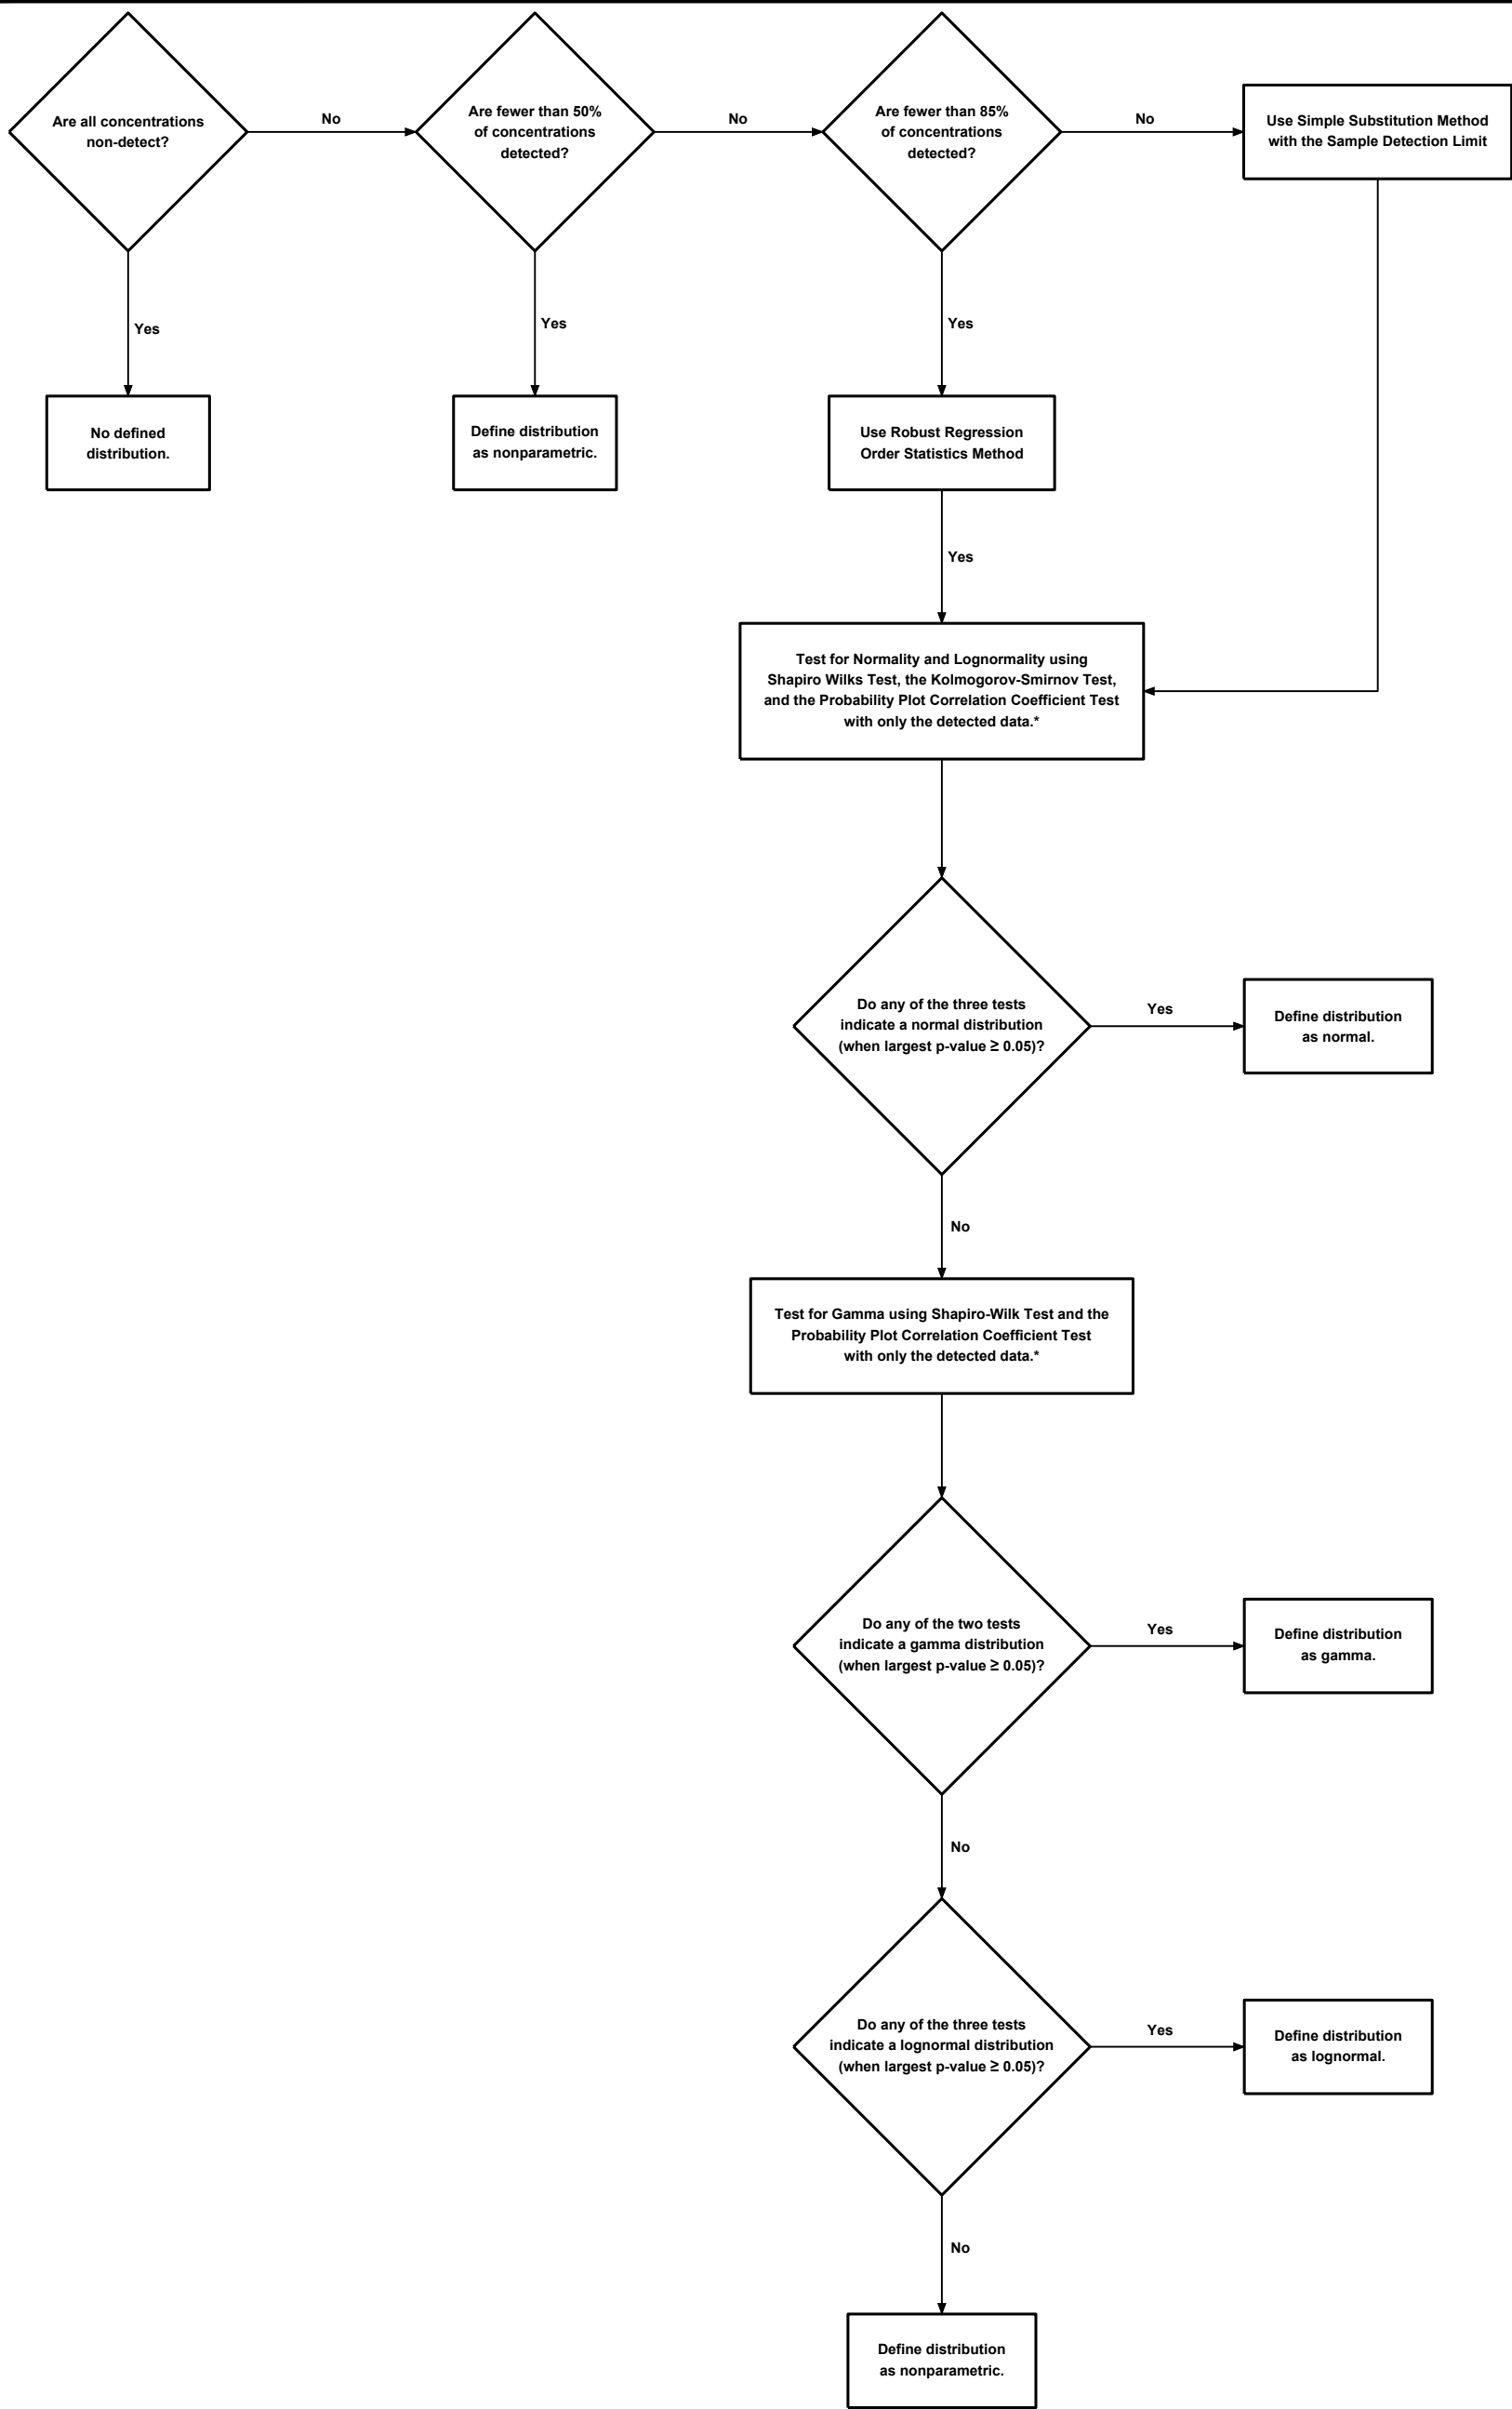 Are all concentrations
non-detect?
No
Are fewer than 50%
of concentrations
detected?
No
Are fewer than 85%
of concentrations
detected?
No
Use Simple Substitution Method
with the Sample Detection Limit
Yes
Yes
Yes
No defined
distribution.
Define distribution
as nonparametric.
Use Robust Regression
Order Statistics Method
Yes
Test for Normality and Lognormality using
Shapiro Wilks Test, the Kolmogorov-Smirnov Test,
and the Probability Plot Correlation Coefficient Test
with only the detected data.*
Do any of the three tests
indicate a normal distribution
(when largest p-value ≥ 0.05)?
Yes
Define distribution
as normal.
No
Test for Gamma using Shapiro-Wilk Test and the
Probability Plot Correlation Coefficient Test
with only the detected data.*
Do any of the two tests
indicate a gamma distribution
(when largest p-value ≥ 0.05)?
Yes
Define distribution
as gamma.
No
Do any of the three tests
indicate a lognormal distribution
(when largest p-value ≥ 0.05)?
Yes
Define distribution
as lognormal.
No
Define distribution
as nonparametric.